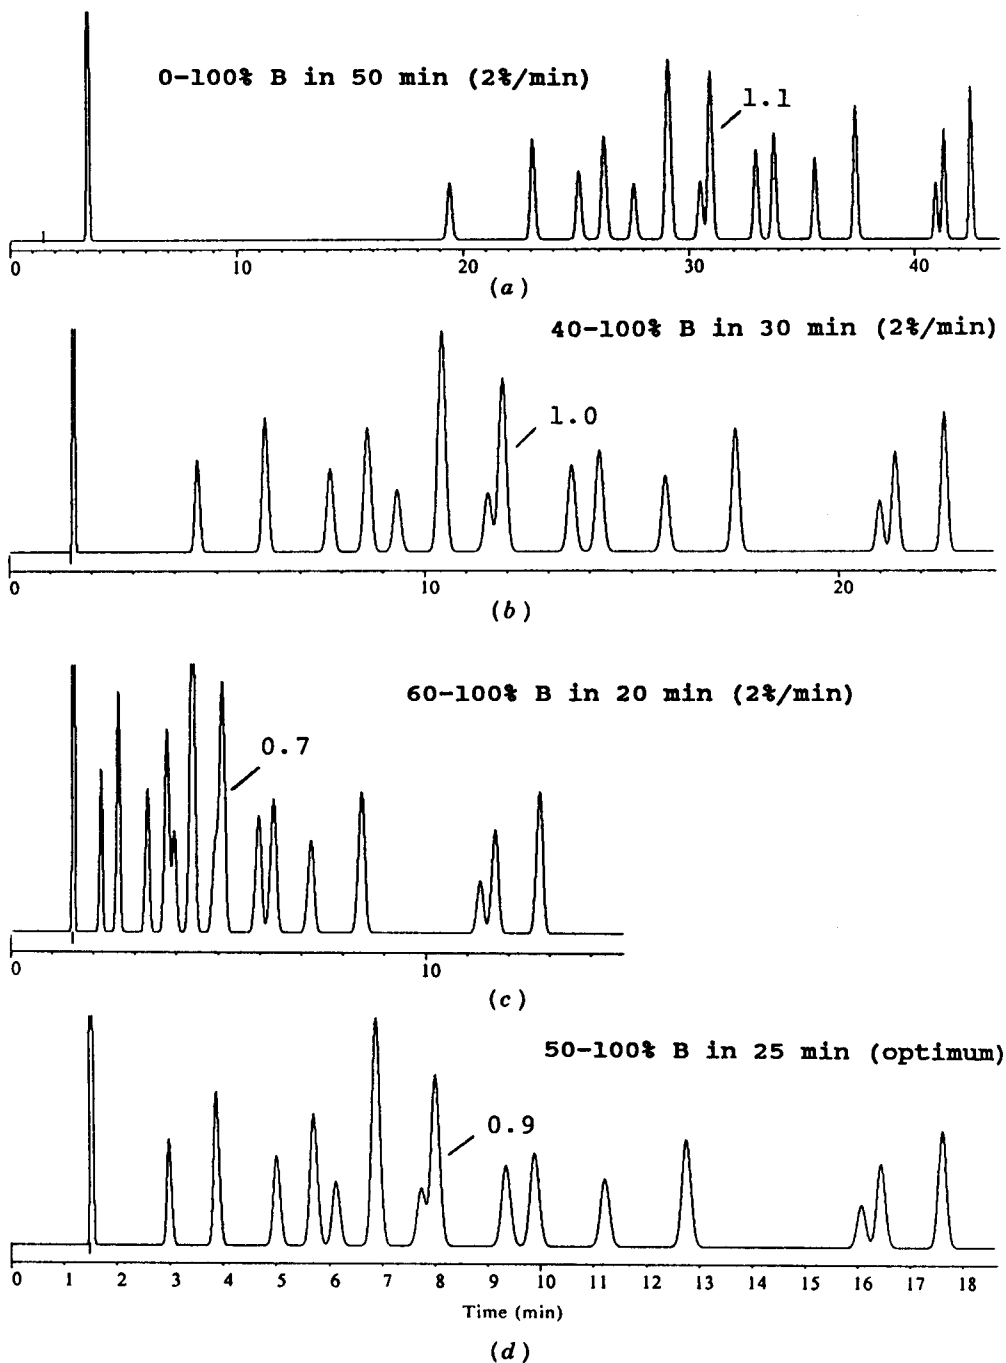 0-100% B in 50 min (2%/min)
1.1
0 10 20 30 40
(a)
40-100% B in 30 min (2%/min)
1.0
0 10 20
(b)
60-100% B in 20 min (2%/min)
0.7
0 10
(c)
50-100% B in 25 min (optimum)
0.9
0 1 2 3 4 5 6 7 8 9 10 11 12 13 14 15 16 17 18
Time (min)
(d)